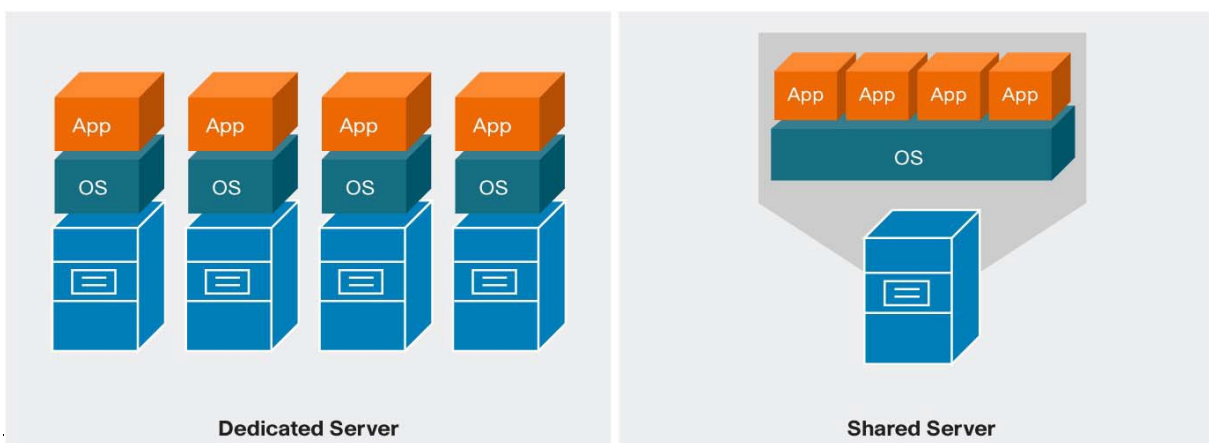 App App App App
OS OS OS OS
Dedicated Server
App App App App
OS
Shared Server